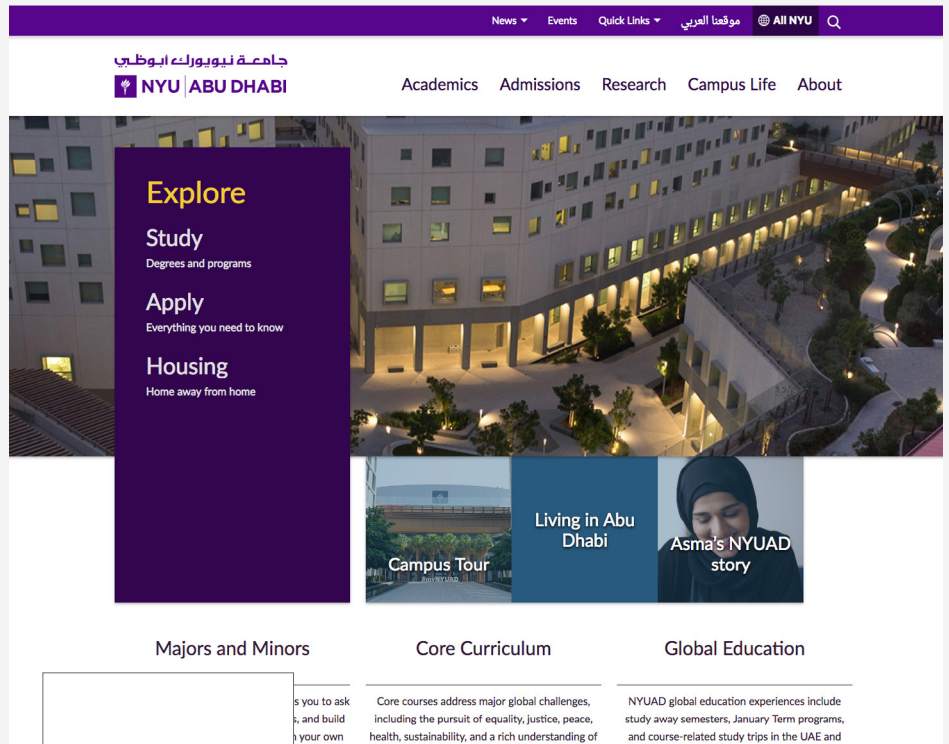 News
Events
Quick Links
موقعنا العربي
All NYU
جامعة نيويورك أبوظبي
NYU ABU DHABI
Academics
Admissions
Research
Campus Life
About
Explore
Study
Degrees and programs
Apply
Everything you need to know
Housing
Home away from home
Campus Tour
#myNYUAD
Living in Abu
Dhabi
Asma's NYUAD
story
Majors and Minors
s you to ask
s, and build
your own
Core Curriculum
Core courses address major global challenges,
including the pursuit of equality, justice, peace,
health, sustainability, and a rich understanding of
Global Education
NYUAD global education experiences include
study away semesters, January Term programs,
and course-related study trips in the UAE and